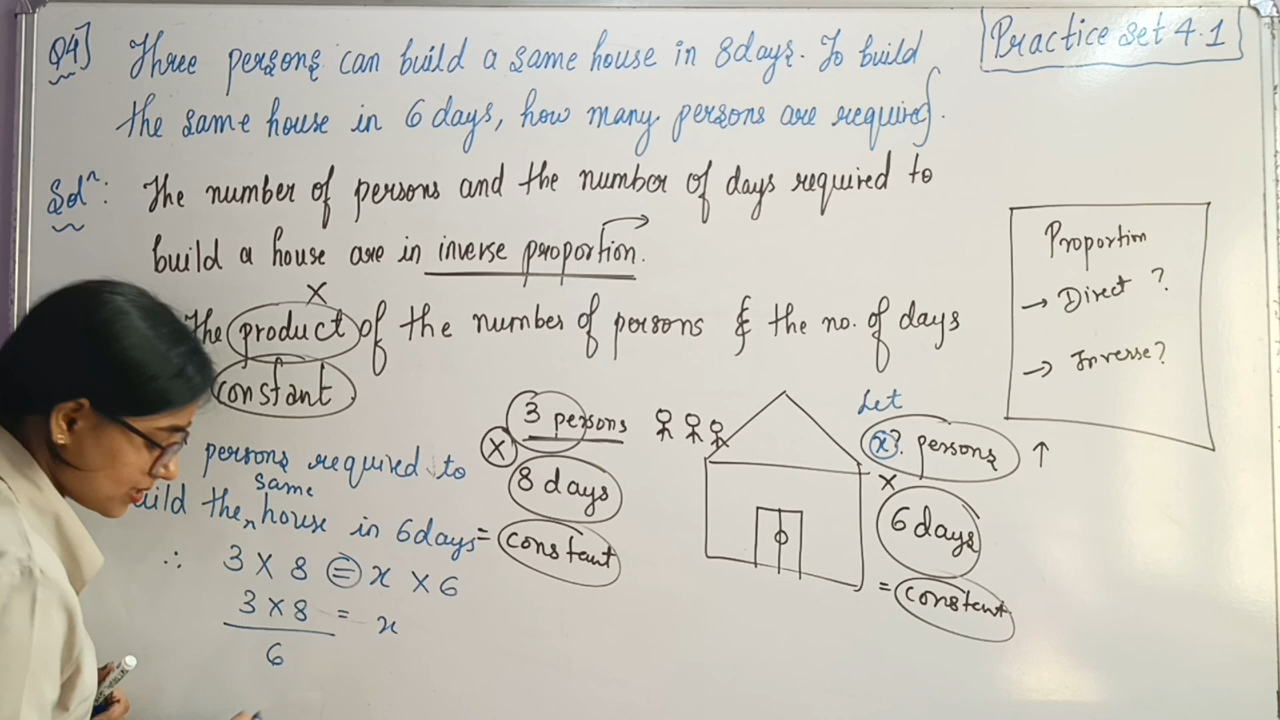 Q4] Three persons can build a same house in 8 days. To build
the same house in 6 days, how many persons are required?
Practice Set 4.1
Solⁿ: The number of persons and the number of days required to
build a house are in inverse proportion.
X
The product of the number of persons & the no. of days
constant
Proportion
→ Direct ?
→ Inverse?
persons required to
same
the house in 6 days
∴ 3 X 8 = x X 6
3 X 8 = x
6
3 persons
X
8 days
= constant
Let
x? persons ↑
x
6 days
= constant